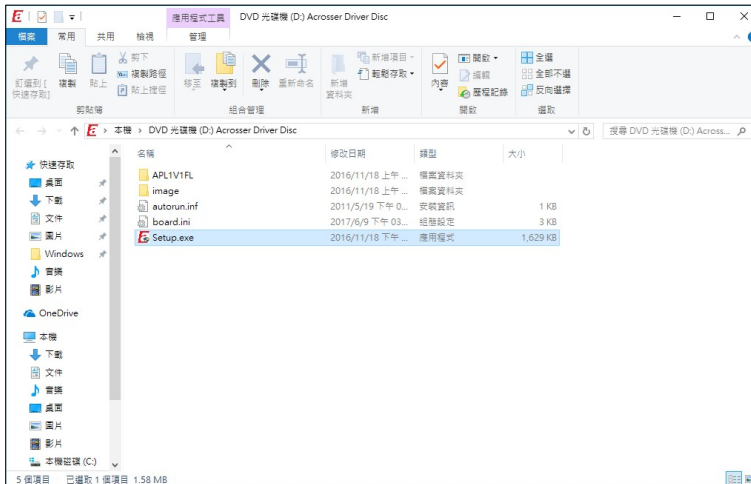 應用程式工具 DVD 光碟機 (D:) Acrosser Driver Disc
檔案 常用 共用 檢視 管理
釘選到 [快速存取]
複製
貼上
剪下
複製路徑
貼上捷徑
剪貼簿
移至
複製到
刪除
重新命名
組合管理
新增資料夾
新增項目
輕鬆存取
新增
內容
開啟
編輯
歷程記錄
開啟
全選
全部不選
反向選擇
選取
本機 › DVD 光碟機 (D:) Acrosser Driver Disc
搜尋 DVD 光碟機 (D:) Across...
名稱 修改日期 類型 大小
APL1V1FL 2016/11/18 上午 ... 檔案資料夾
image 2016/11/18 上午 ... 檔案資料夾
autorun.inf 2011/5/19 下午 0... 安裝資訊 1 KB
board.ini 2017/6/9 下午 03... 組態設定 3 KB
Setup.exe 2016/11/18 下午 ... 應用程式 1,629 KB
快速存取
桌面
下載
文件
圖片
Windows
音樂
影片
OneDrive
本機
下載
文件
音樂
桌面
圖片
影片
本機磁碟 (C:)
5 個項目 已選取 1 個項目 1.58 MB